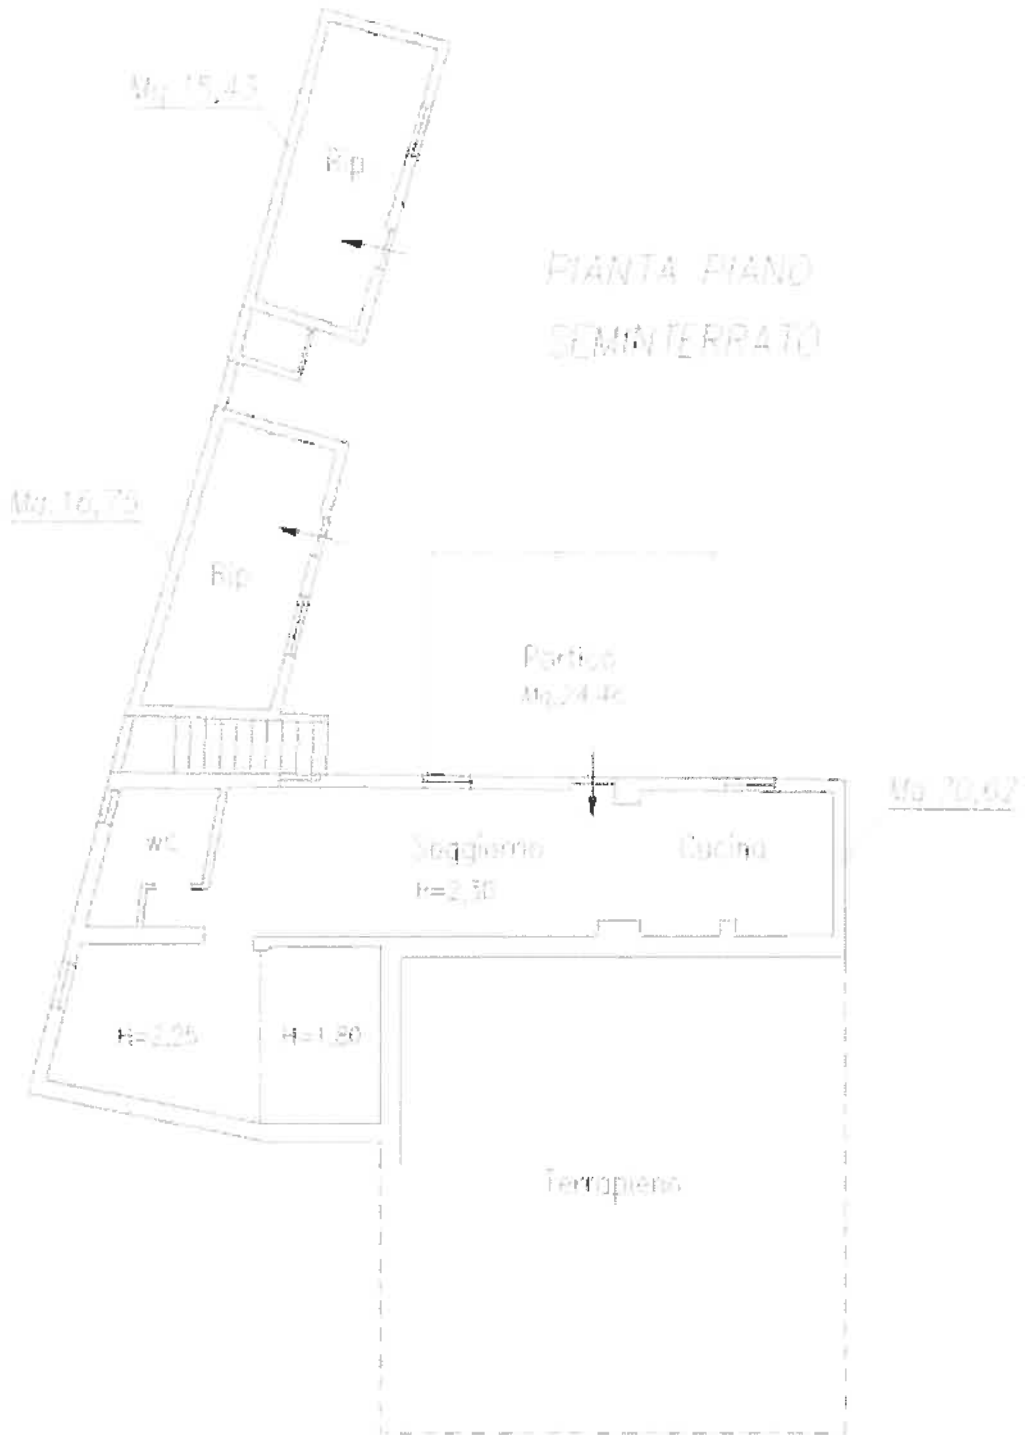 Mq.15,43
Rip
PIANTA PIANO
SEMINTERRATO
Mq.16,75
Rip
Portico
Mq.24.46
Mq.70,62
wc
Soggiorno
Cucina
H=2,30
H=2,25
H=1,80
Terrapieno